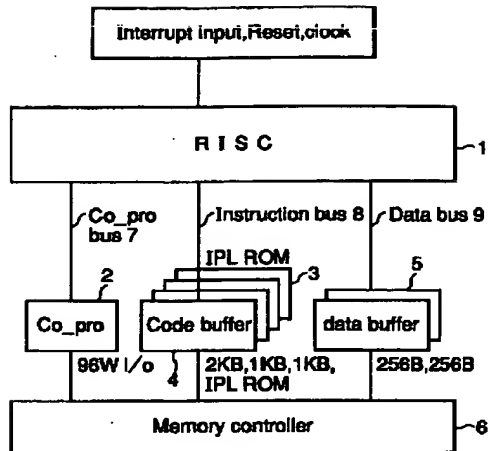 Interrupt input,Reset,clock
RISC
1
Co_pro
bus 7
Instruction bus 8
Data bus 9
IPL ROM
2
3
5
Co_pro
Code buffer
data buffer
96W I/o
4
2KB,1KB,1KB,
IPL ROM
256B,256B
Memory controller
6